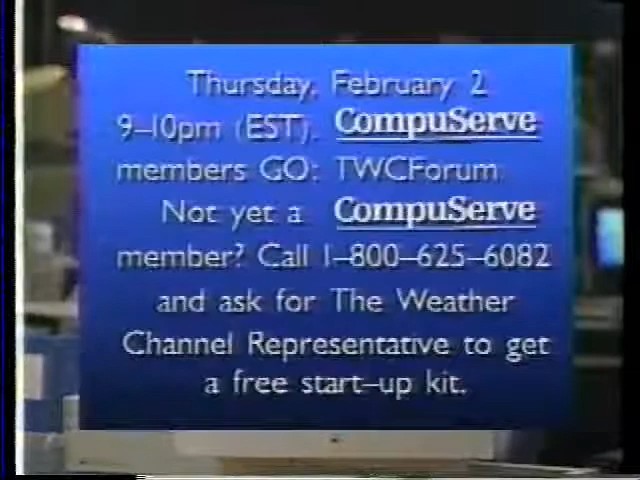 Thursday, February 2
9–10pm (EST), CompuServe
members GO: TWCForum
Not yet a CompuServe
member? Call 1–800–625–6082
and ask for The Weather
Channel Representative to get
a free start–up kit.